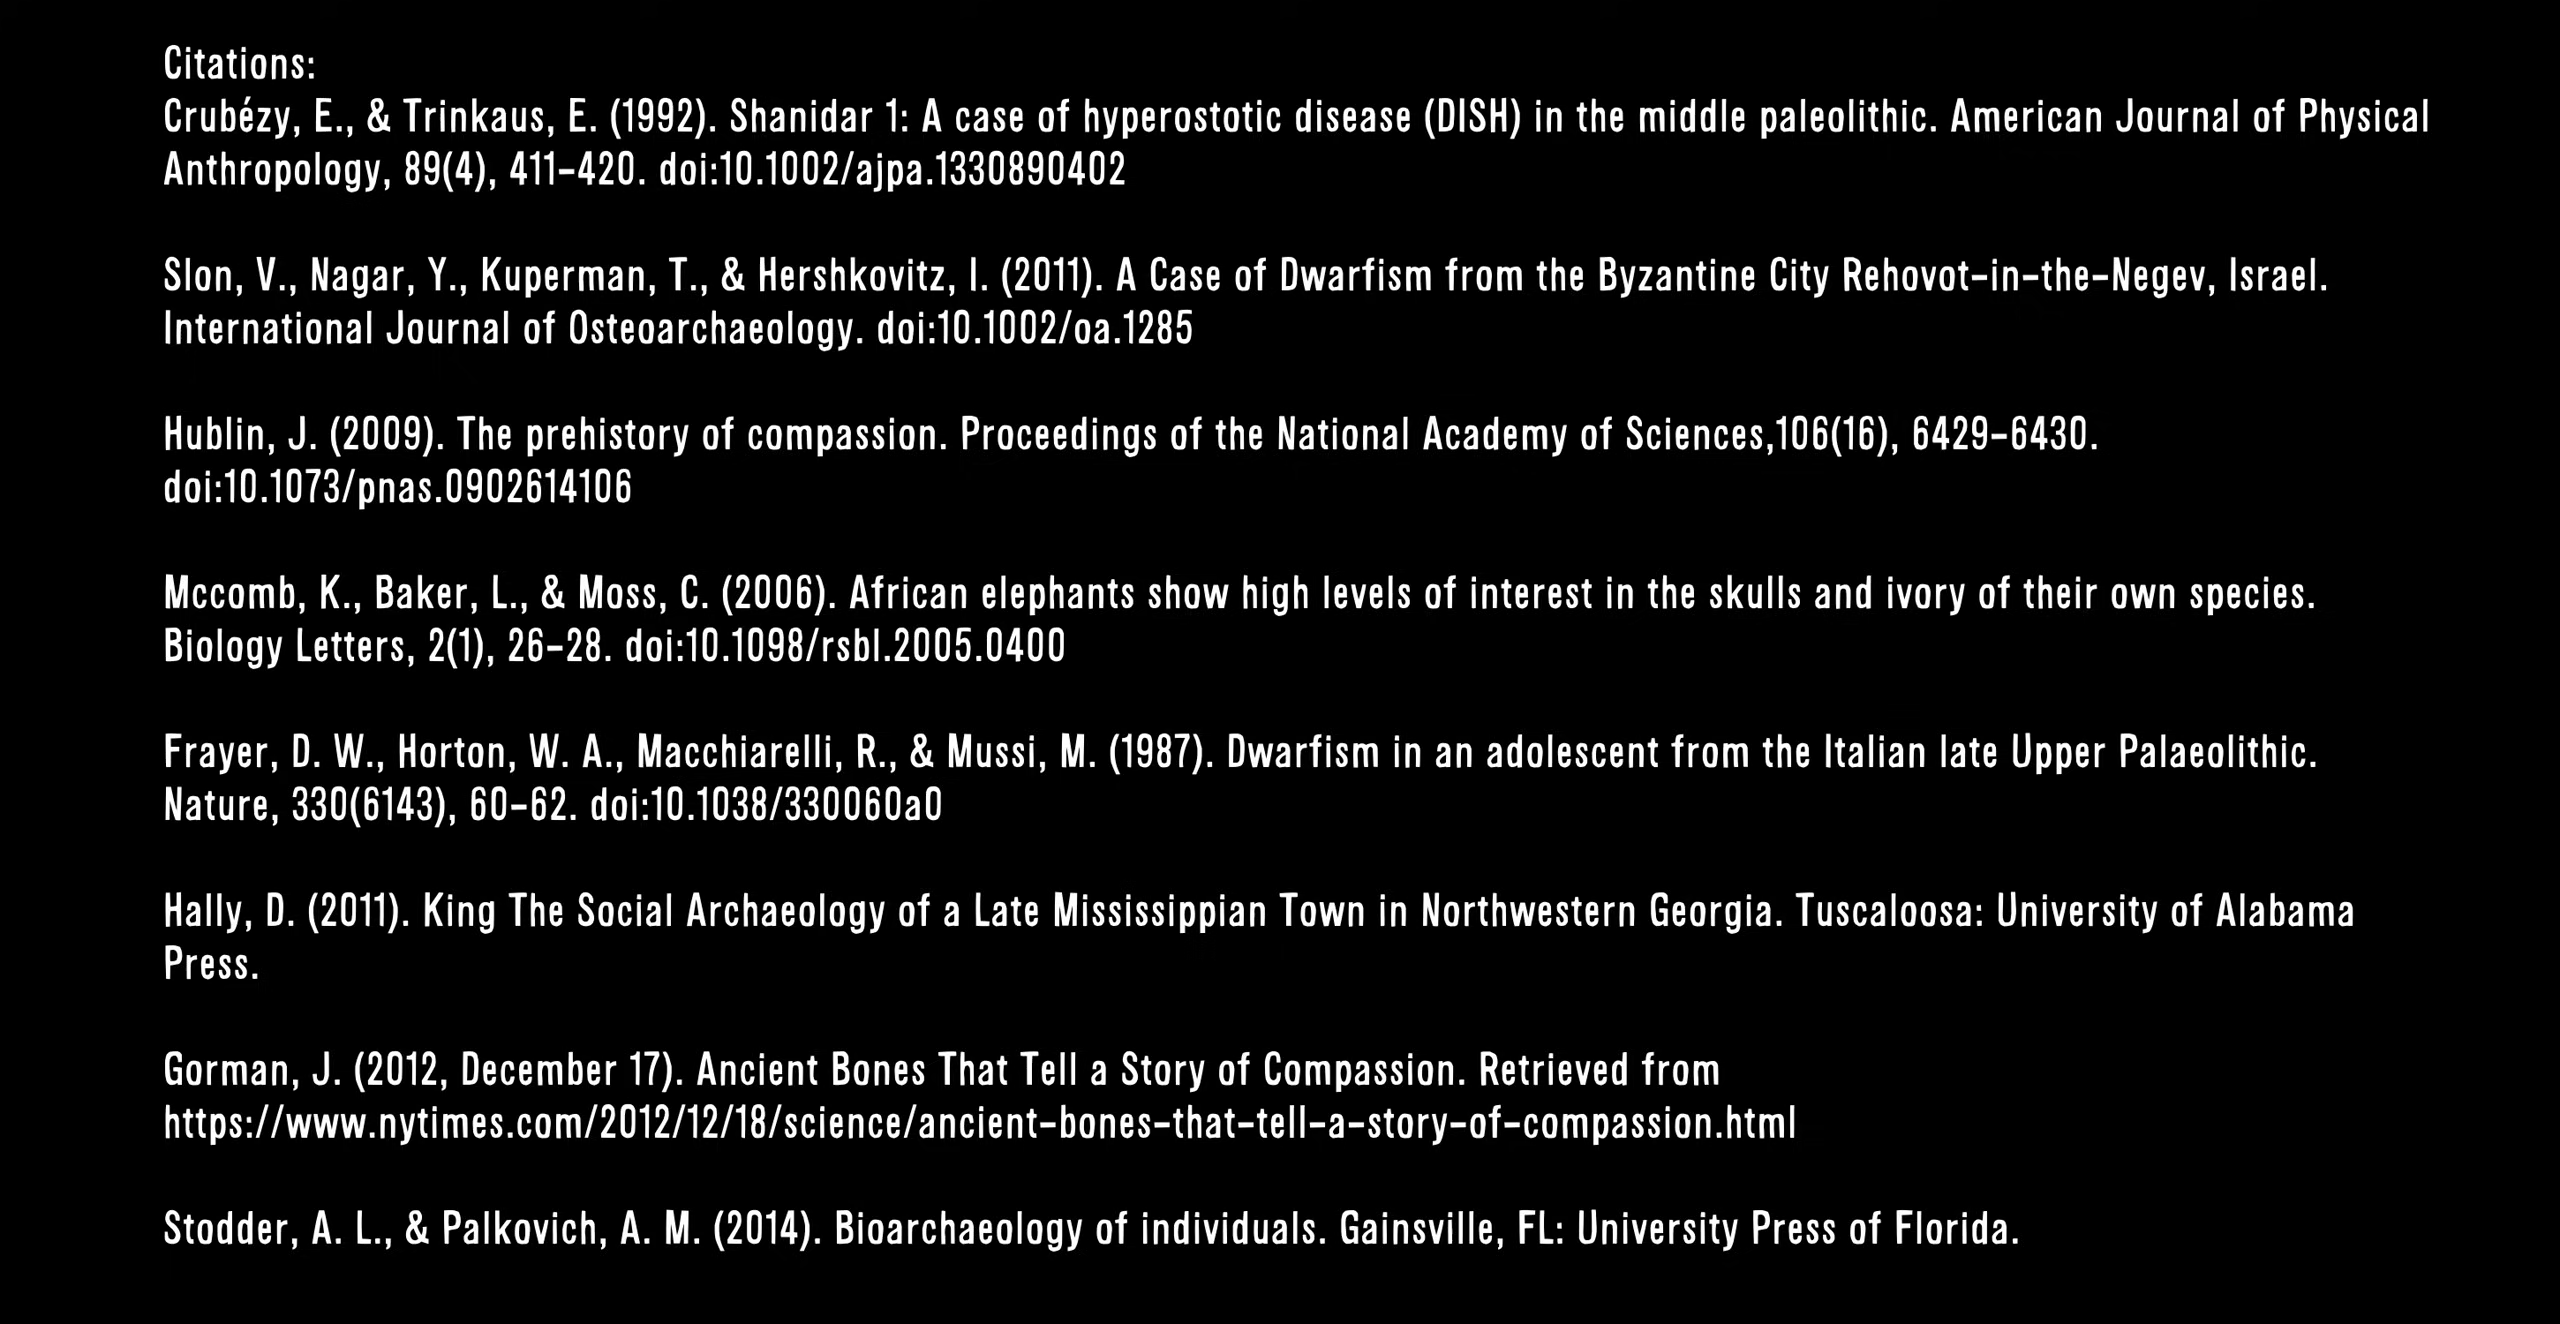 Citations:
Crubézy, E., & Trinkaus, E. (1992). Shanidar 1: A case of hyperostotic disease (DISH) in the middle paleolithic. American Journal of Physical
Anthropology, 89(4), 411-420. doi:10.1002/ajpa.1330890402
Slon, V., Nagar, Y., Kuperman, T., & Hershkovitz, I. (2011). A Case of Dwarfism from the Byzantine City Rehovot-in-the-Negev, Israel.
International Journal of Osteoarchaeology. doi:10.1002/oa.1285
Hublin, J. (2009). The prehistory of compassion. Proceedings of the National Academy of Sciences,106(16), 6429-6430.
doi:10.1073/pnas.0902614106
Mccomb, K., Baker, L., & Moss, C. (2006). African elephants show high levels of interest in the skulls and ivory of their own species.
Biology Letters, 2(1), 26-28. doi:10.1098/rsbl.2005.0400
Frayer, D. W., Horton, W. A., Macchiarelli, R., & Mussi, M. (1987). Dwarfism in an adolescent from the Italian late Upper Palaeolithic.
Nature, 330(6143), 60-62. doi:10.1038/330060a0
Hally, D. (2011). King The Social Archaeology of a Late Mississippian Town in Northwestern Georgia. Tuscaloosa: University of Alabama
Press.
Gorman, J. (2012, December 17). Ancient Bones That Tell a Story of Compassion. Retrieved from
https://www.nytimes.com/2012/12/18/science/ancient-bones-that-tell-a-story-of-compassion.html
Stodder, A. L., & Palkovich, A. M. (2014). Bioarchaeology of individuals. Gainsville, FL: University Press of Florida.